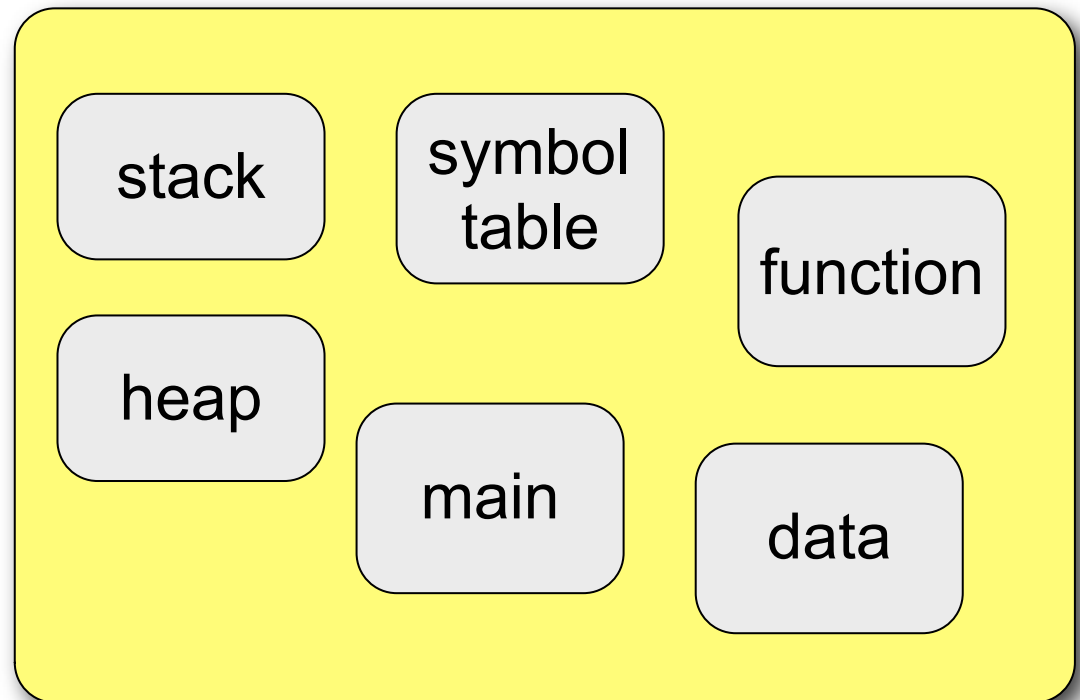 stack
symbol
table
function
heap
main
data